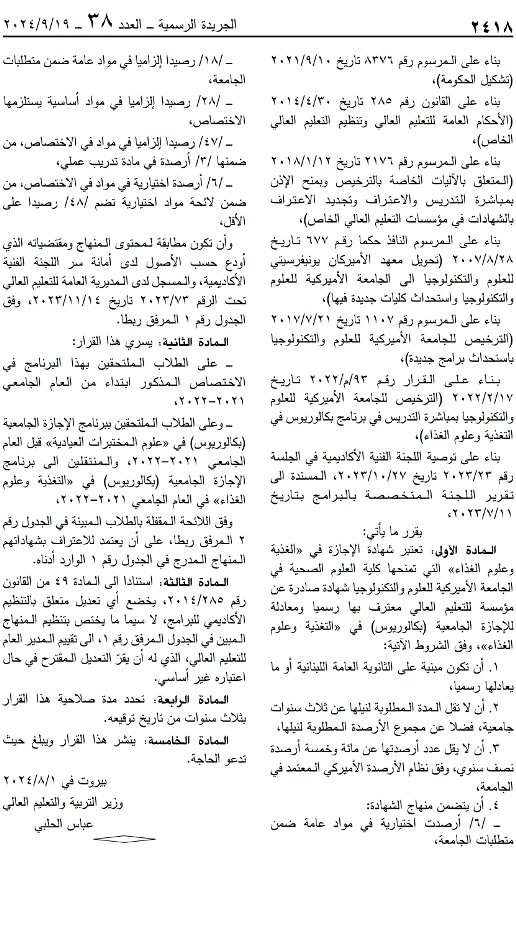 ٢٤١٨
الجريدة الرسمية – العدد ٣٨ – ٢٠٢٤/٩/١٩
بناء على المرسوم رقم ٨٣٧٦ تاريخ ٢٠٢١/٩/١٠
(تشكيل الحكومة)،
بناء على القانون رقم ٢٨٥ تاريخ ٢٠١٤/٤/٣٠
(الأحكام العامة للتعليم العالي وتنظيم التعليم العالي
الخاص)،
بناء على المرسوم رقم ٢١٧٦ تاريخ ٢٠١٨/١/١٢
(المتعلق بالآليات الخاصة بالترخيص وبمنح الإذن
بمباشرة التدريس والاعتراف وتجديد الاعتراف
بالشهادات في مؤسسات التعليم العالي الخاص)،
بناء على المرسوم النافذ حكما رقم ٦٧٧ تاريخ
٢٠٠٧/٨/٢٨ (تحويل معهد الأميركان يونيفرسيتي
للعلوم والتكنولوجيا الى الجامعة الأميركية للعلوم
والتكنولوجيا واستحداث كليات جديدة فيها)،
بناء على المرسوم رقم ١١٠٧ تاريخ ٢٠١٧/٧/٢١
(الترخيص للجامعة الأميركية للعلوم والتكنولوجيا
باستحداث برامج جديدة)،
بناء على القرار رقم ٩٣/م/٢٠٢٢ تاريخ
٢٠٢٢/٢/١٧ (الترخيص للجامعة الأميركية للعلوم
والتكنولوجيا بمباشرة التدريس في برنامج بكالوريوس في
التغذية وعلوم الغذاء)،
بناء على توصية اللجنة الفنية الأكاديمية في الجلسة
رقم ٢٠٢٣/٢٣ تاريخ ٢٠٢٣/١٠/٢٧، المسندة الى
تقرير اللجنة المتخصصة بالبرامج بتاريخ
٢٠٢٣/٧/١١،
يقرر ما يأتي:
المادة الأولى: تعتبر شهادة الإجازة في «الغذية
وعلوم الغذاء» التي تمنحها كلية العلوم الصحية في
الجامعة الأميركية للعلوم والتكنولوجيا شهادة صادرة عن
مؤسسة للتعليم العالي معترف بها رسميا ومعادلة
للإجازة الجامعية (بكالوريوس) في «التغذية وعلوم
الغذاء»، وفق الشروط الآتية:
١. أن تكون مبنية على الثانوية العامة اللبنانية أو ما
يعادلها رسميا،
٢. أن لا تقل المدة المطلوبة لنيلها عن ثلاث سنوات
جامعية، فضلا عن مجموع الأرصدة المطلوبة لنيلها،
٣. أن لا يقل عدد أرصدتها عن مائة وخمسة أرصدة
نصف سنوي، وفق نظام الأرصدة الأميركي المعتمد في
الجامعة،
٤. أن يتضمن منهاج الشهادة:
– /٦/ أرصدت اختيارية في مواد عامة ضمن
متطلبات الجامعة،
– /١٨/ رصيدا إلزاميا في مواد عامة ضمن متطلبات
الجامعة،
– /٢٨/ رصيدا إلزاميا في مواد أساسية يستلزمها
الاختصاص،
– /٤٧/ رصيدا إلزاميا في مواد في الاختصاص، من
ضمنها /٣/ أرصدة في مادة تدريب عملي،
– /٦/ أرصدة اختيارية في مواد في الاختصاص، من
ضمن لائحة مواد اختيارية تضم /٤٨/ رصيدا على
الأقل،
وأن تكون مطابقة لمحتوى المنهاج ومقتضياته الذي
أودع حسب الأصول لدى أمانة سر اللجنة الفنية
الأكاديمية، والمسجل لدى المديرية العامة للتعليم العالي
تحت الرقم ٢٠٢٣/٧٣ تاريخ ٢٠٢٣/١١/١٤، وفق
الجدول رقم ١ المرفق ربطا.
المادة الثانية: يسري هذا القرار:
– على الطلاب الملتحقين بهذا البرنامج في
الاختصاص المذكور ابتداء من العام الجامعي
٢٠٢١–٢٠٢٢،
– وعلى الطلاب الملتحقين ببرنامج الإجازة الجامعية
(بكالوريوس) في «علوم المختبرات العيادية» قبل العام
الجامعي ٢٠٢١–٢٠٢٢، والمنتقلين الى برنامج
الإجازة الجامعية (بكالوريوس) في «التغذية وعلوم
الغذاء» في العام الجامعي ٢٠٢١–٢٠٢٢،
وفق اللائحة المقفلة بالطلاب المبينة في الجدول رقم
٢ المرفق ربطا، على أن يعتمد للاعتراف بشهاداتهم
المنهاج المدرج في الجدول رقم ١ الوارد أدناه.
المادة الثالثة: استنادا الى المادة ٤٩ من القانون
رقم ٢٠١٤/٢٨٥، يخضع أي تعديل متعلق بالتنظيم
الأكاديمي للبرامج، لا سيما ما يختص بتنظيم المنهاج
المبين في الجدول المرفق رقم ١، الى تقييم المدير العام
للتعليم العالي، الذي له أن يقرّ التعديل المقترح في حال
اعتباره غير أساسي.
المادة الرابعة: تحدد مدة صلاحية هذا القرار
بثلاث سنوات من تاريخ توقيعه.
المادة الخامسة: ينشر هذا القرار ويبلغ حيث
تدعو الحاجة.
بيروت في ٢٠٢٤/٨/١
وزير التربية والتعليم العالي
عباس الحلبي